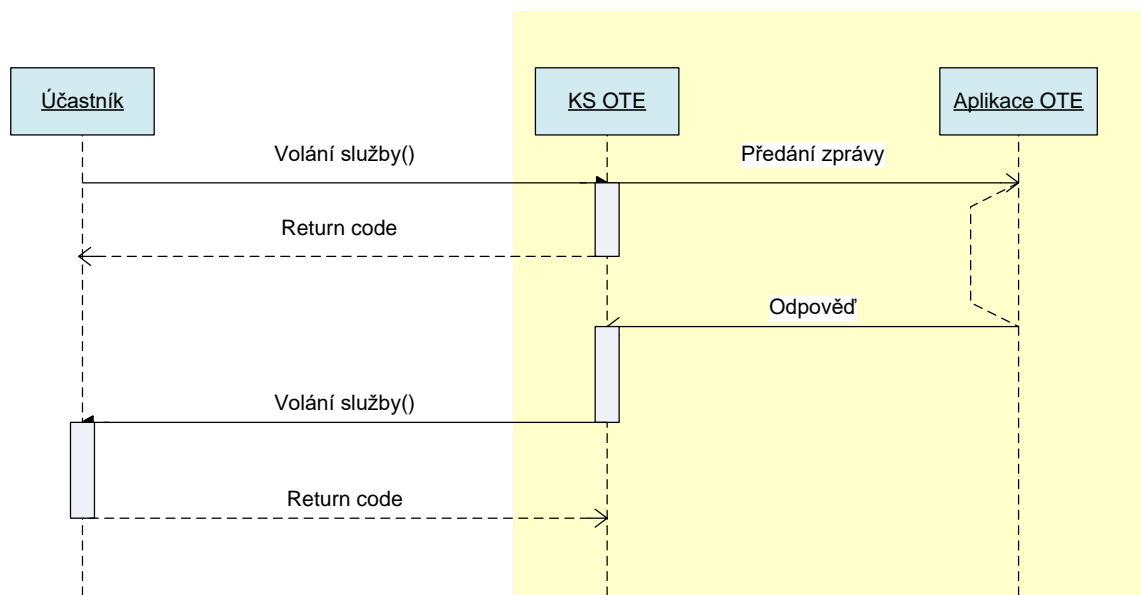 Účastník
KS OTE
Aplikace OTE
Volání služby()
Předání zprávy
Return code
Odpověď
Volání služby()
Return code